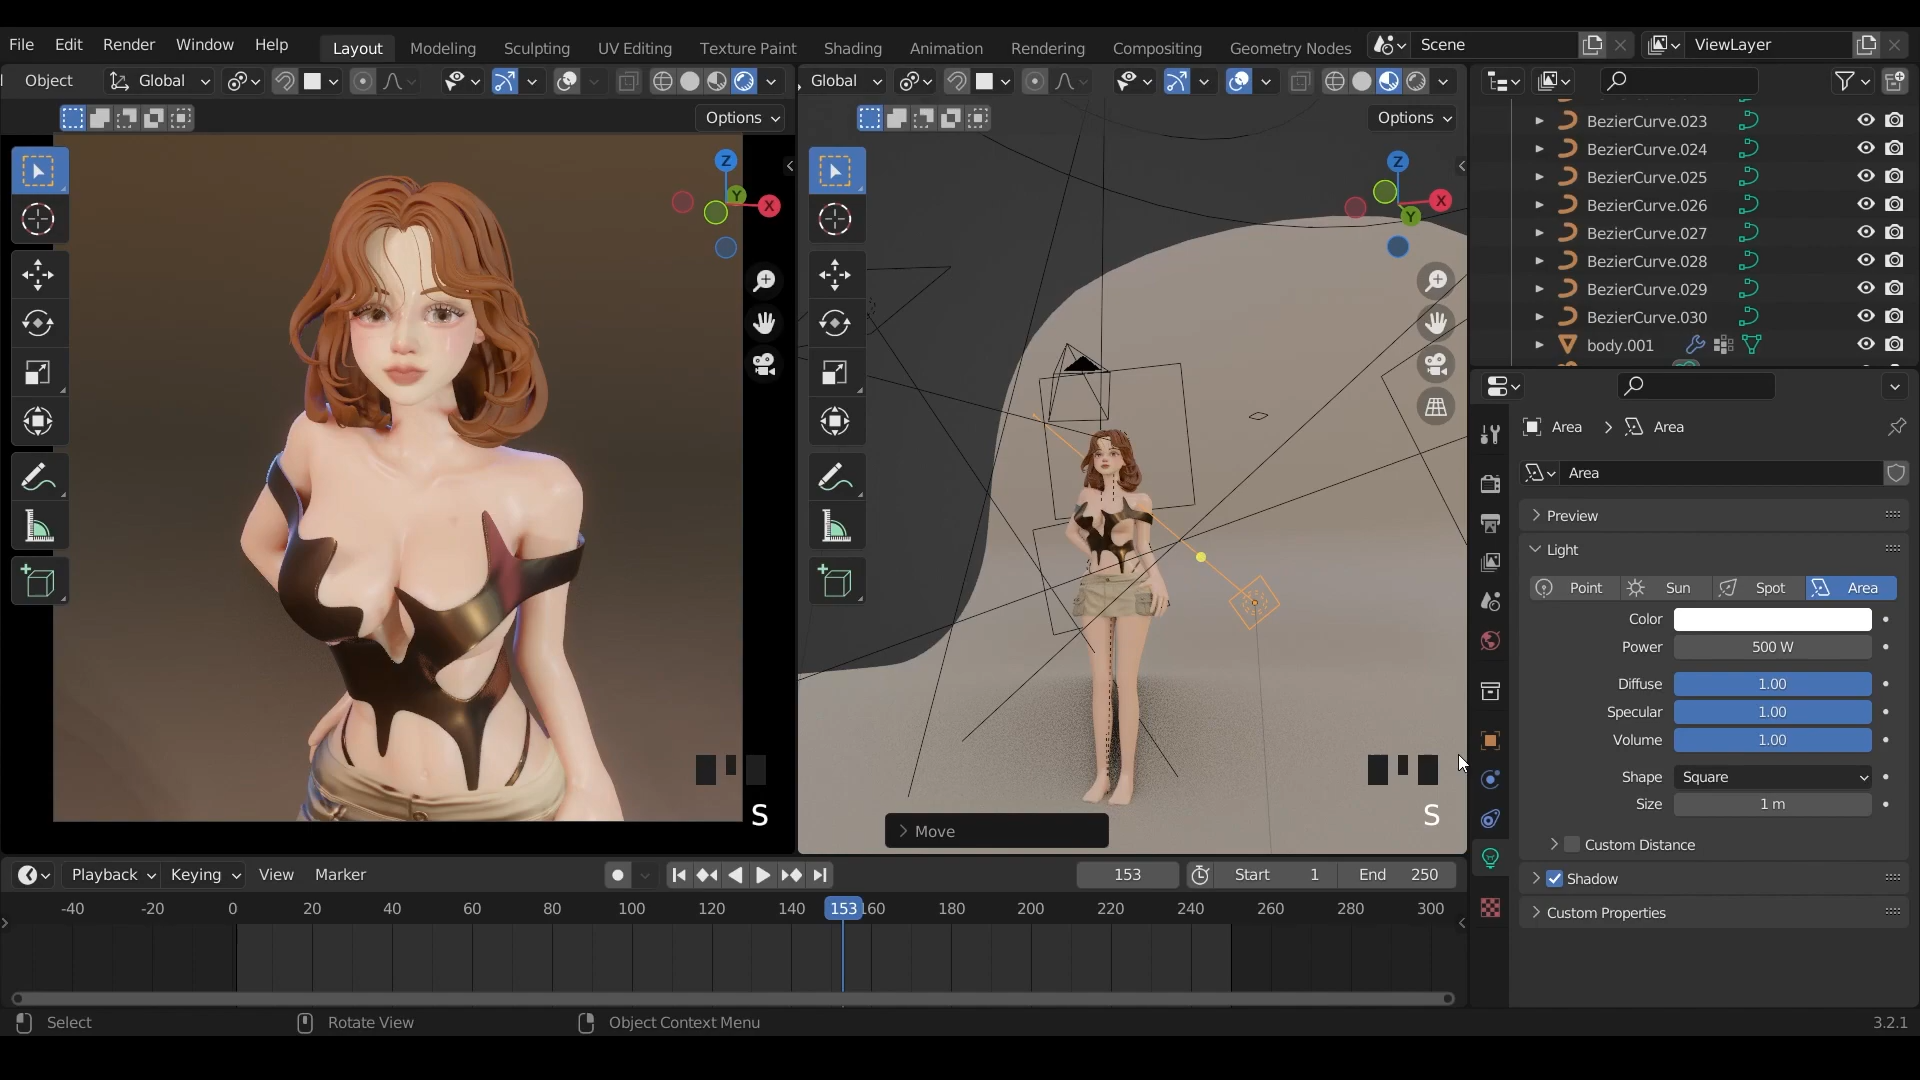 File Edit Render Window Help Layout Modeling Sculpting UV Editing Texture Paint Shading Animation Rendering Compositing Geometry Nodes Scene ViewLayer
Object Global Global
Options Options
Z Y X
Z X Y
BezierCurve.023
BezierCurve.024
BezierCurve.025
BezierCurve.026
BezierCurve.027
BezierCurve.028
BezierCurve.029
BezierCurve.030
body.001
Area > Area
Area
Preview
Light
Point Sun Spot Area
Color
Power 500 W
Diffuse 1.00
Specular 1.00
Volume 1.00
Shape Square
Size 1 m
Custom Distance
Shadow
Custom Properties
S S
Move
Playback Keying View Marker 153 Start 1 End 250
-40 -20 0 20 40 60 80 100 120 140 153 160 180 200 220 240 260 280 300
Select Rotate View Object Context Menu 3.2.1